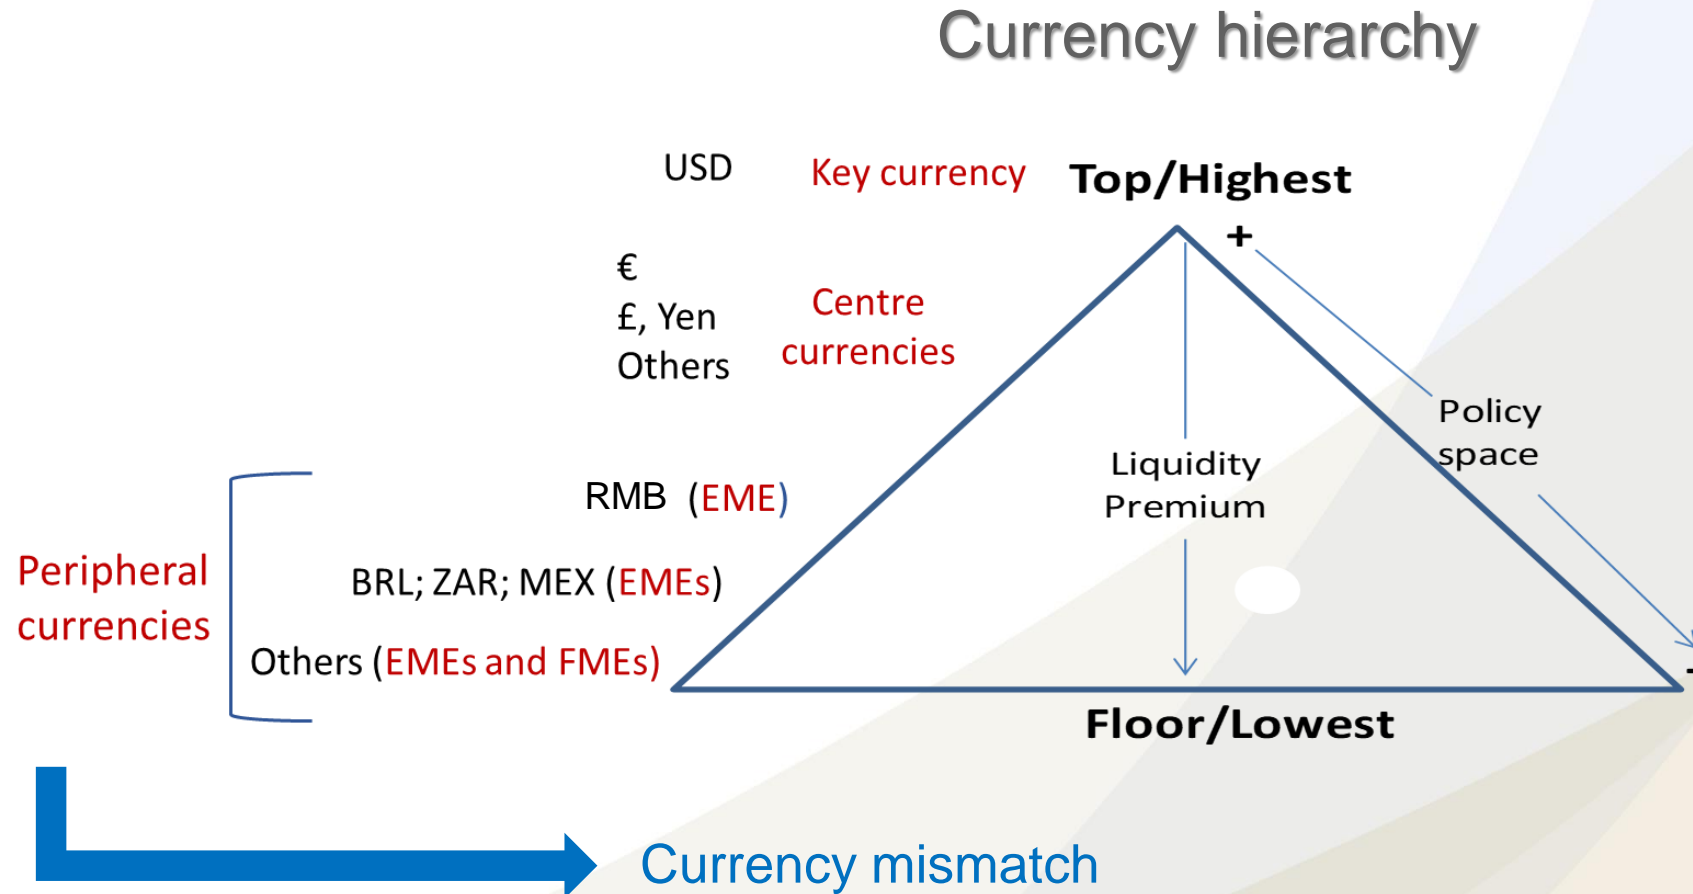 Currency hierarchy
USD
Key currency
Top/Highest
+
€
£, Yen
Others
Centre
currencies
Policy
space
Liquidity
Premium
RMB (EME)
Peripheral
currencies
BRL; ZAR; MEX (EMEs)
Others (EMEs and FMEs)
-
Floor/Lowest
Currency mismatch